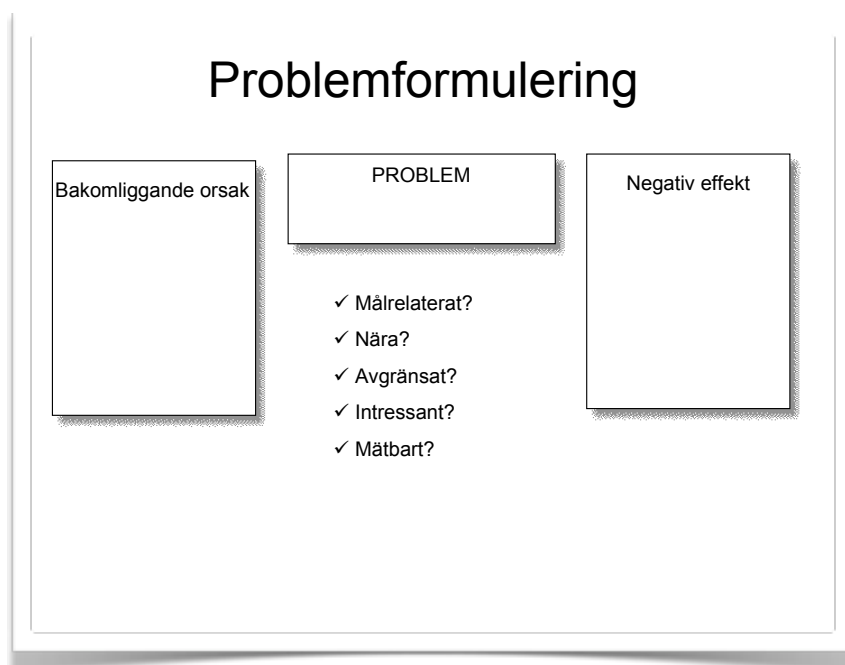 Problemformulering
Bakomliggande orsak
PROBLEM
Negativ effekt
✓ Målrelaterat?
✓ Nära?
✓ Avgränsat?
✓ Intressant?
✓ Mätbart?